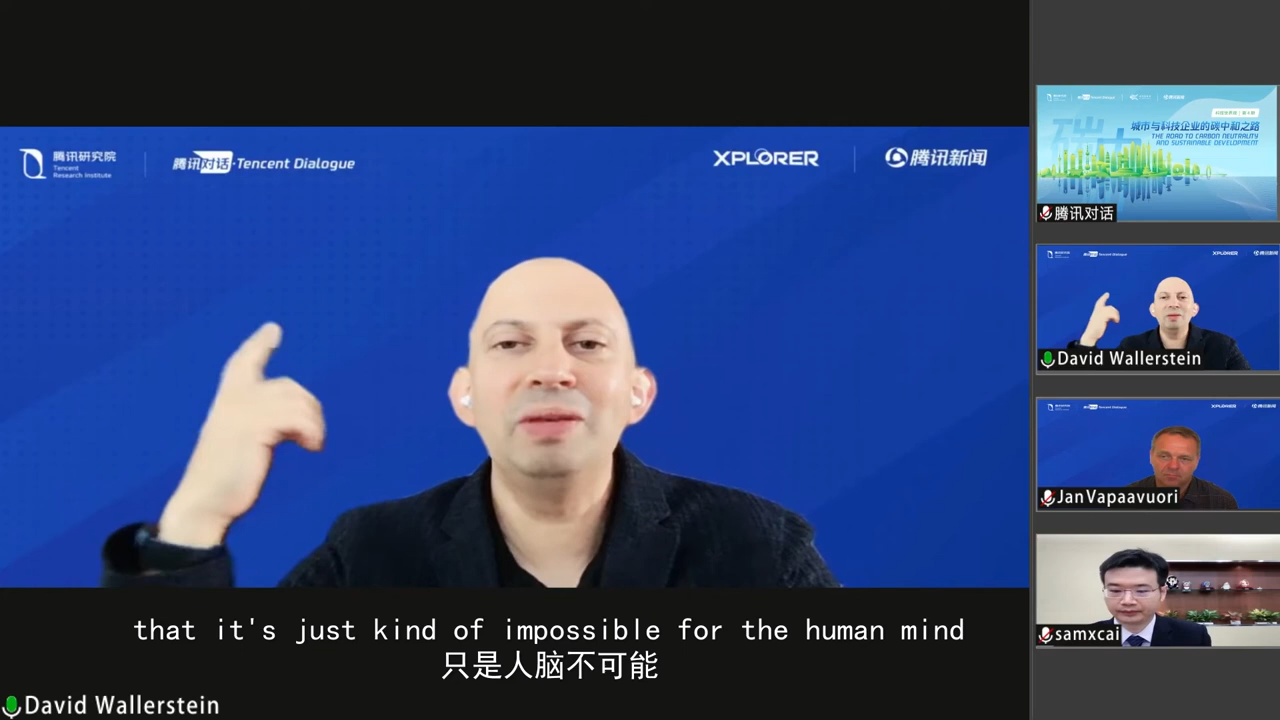 腾讯研究院
Tencent
Research Institute
腾讯对话·Tencent Dialogue
XPLORER
腾讯新闻
that it's just kind of impossible for the human mind
只是人脑不可能
David Wallerstein
城市与科技企业的碳中和之路
THE ROAD TO CARBON NEUTRALITY
AND SUSTAINABLE DEVELOPMENT
腾讯对话
XPLORER
David Wallerstein
XPLORER
JanVapaavuori
samxcai